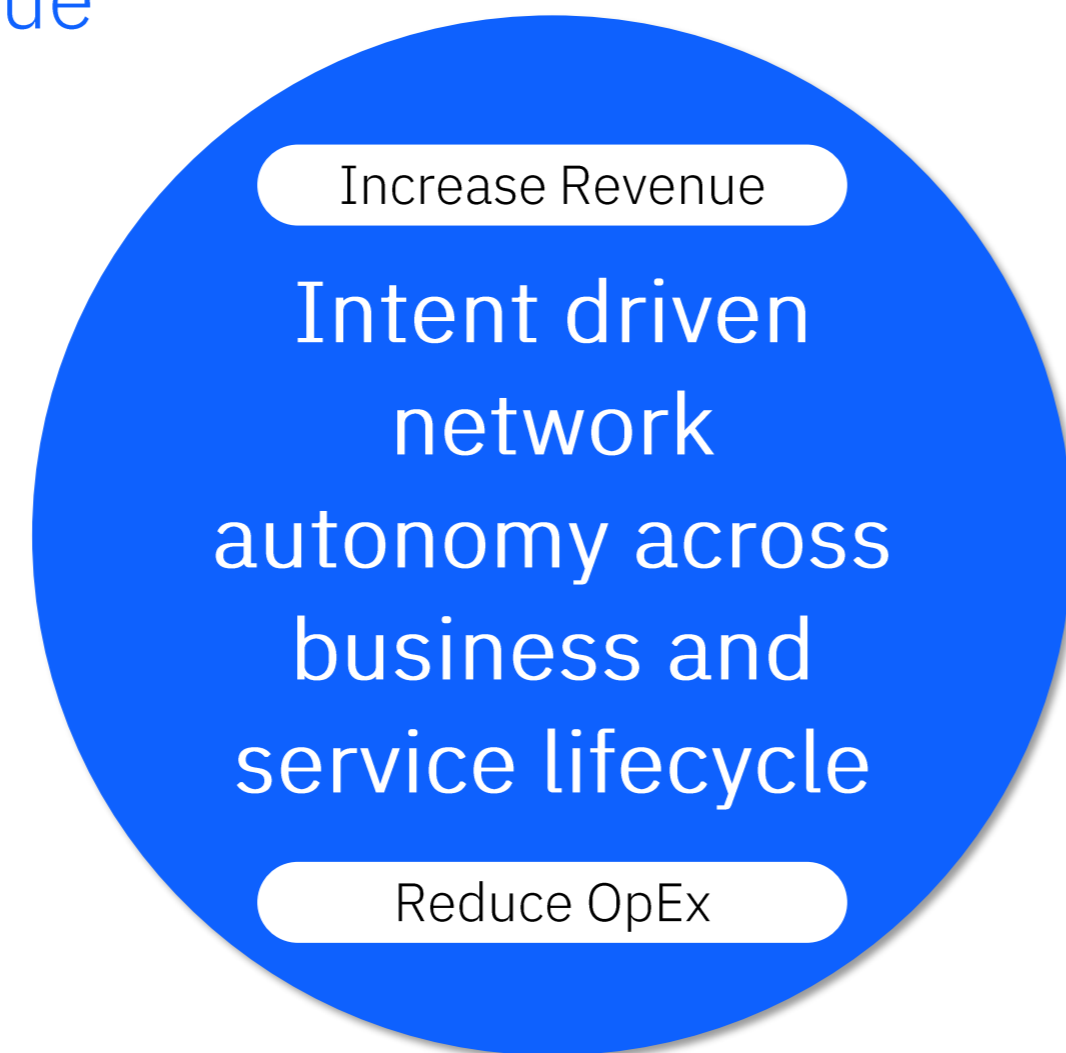 ue
Increase Revenue
Intent driven
network
autonomy across
business and
service lifecycle
Reduce OpEx